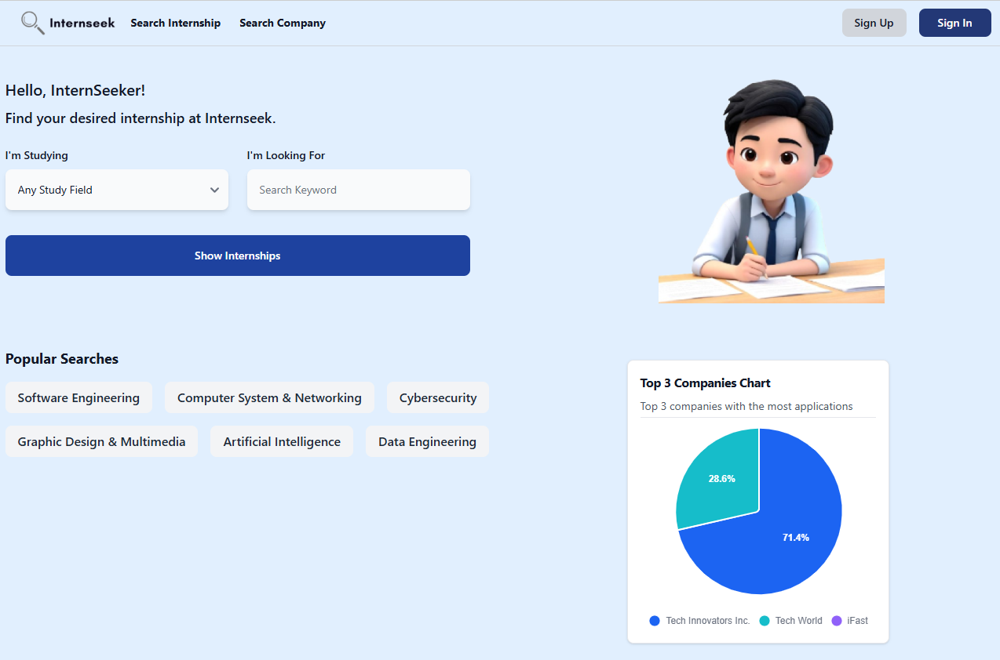 Internseek Search Internship Search Company Sign Up Sign In
Hello, InternSeeker!
Find your desired internship at Internseek.
I'm Studying I'm Looking For
Any Study Field Search Keyword
Show Internships
Popular Searches
Software Engineering Computer System & Networking Cybersecurity
Graphic Design & Multimedia Artificial Intelligence Data Engineering
Top 3 Companies Chart
Top 3 companies with the most applications
28.6%
71.4%
Tech Innovators Inc. Tech World iFast